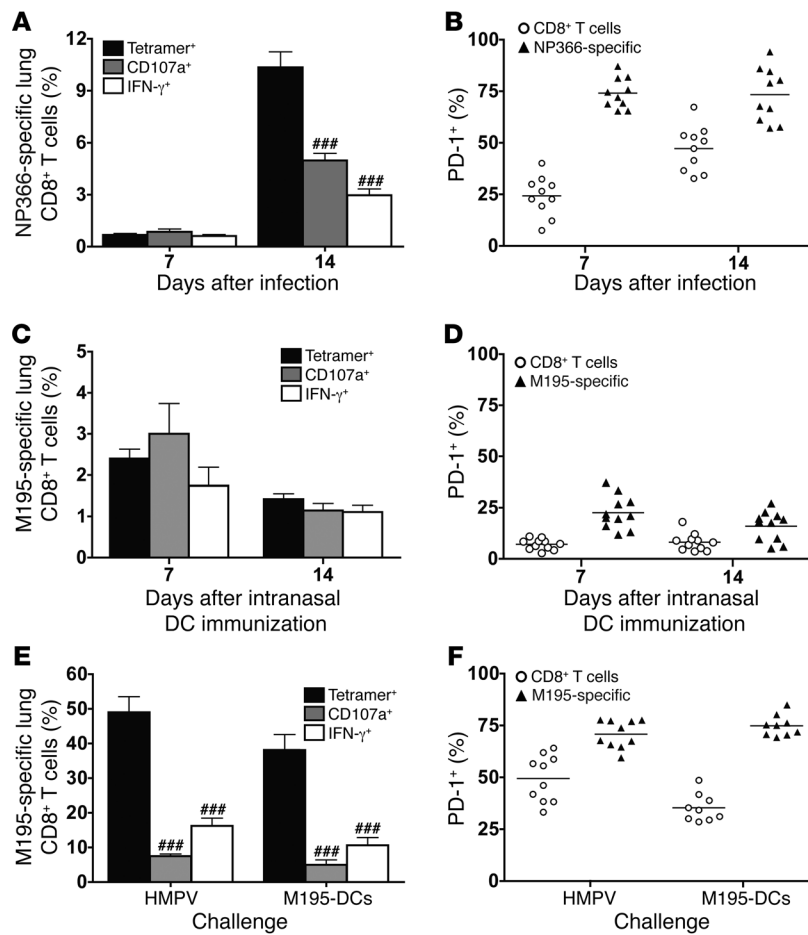 A
NP366-specific lung
CD8⁺ T cells (%)
12
9
6
3
0
Tetramer⁺
CD107a⁺
IFN-γ⁺
###
###
7
14
Days after infection
B
PD-1⁺ (%)
100
75
50
25
0
CD8⁺ T cells
NP366-specific
7
14
Days after infection
C
M195-specific lung
CD8⁺ T cells (%)
5
4
3
2
1
0
Tetramer⁺
CD107a⁺
IFN-γ⁺
7
14
Days after intranasal
DC immunization
D
PD-1⁺ (%)
100
75
50
25
0
CD8⁺ T cells
M195-specific
7
14
Days after intranasal
DC immunization
E
M195-specific lung
CD8⁺ T cells (%)
60
50
40
30
20
10
0
Tetramer⁺
CD107a⁺
IFN-γ⁺
###
###
###
###
HMPV
M195-DCs
Challenge
F
PD-1⁺ (%)
100
75
50
25
0
CD8⁺ T cells
M195-specific
HMPV
M195-DCs
Challenge